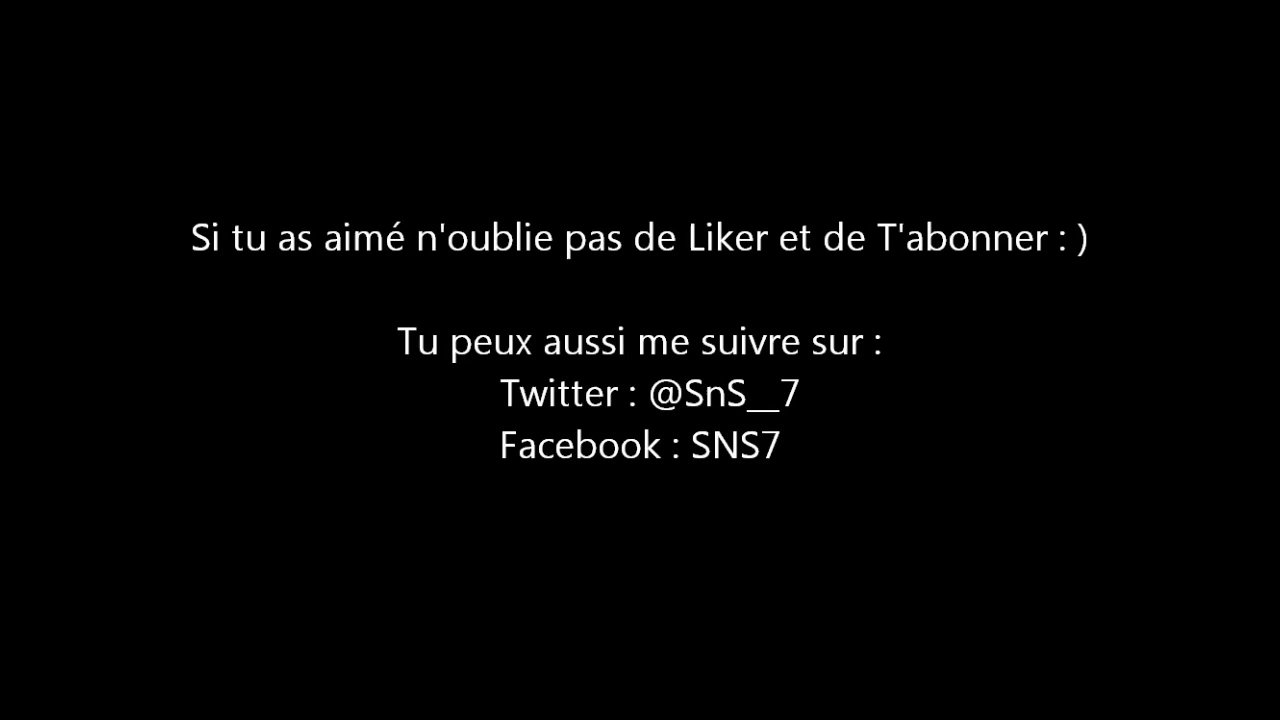 Si tu as aimé n'oublie pas de Liker et de T'abonner : )
Tu peux aussi me suivre sur :
Twitter : @SnS__7
Facebook : SNS7